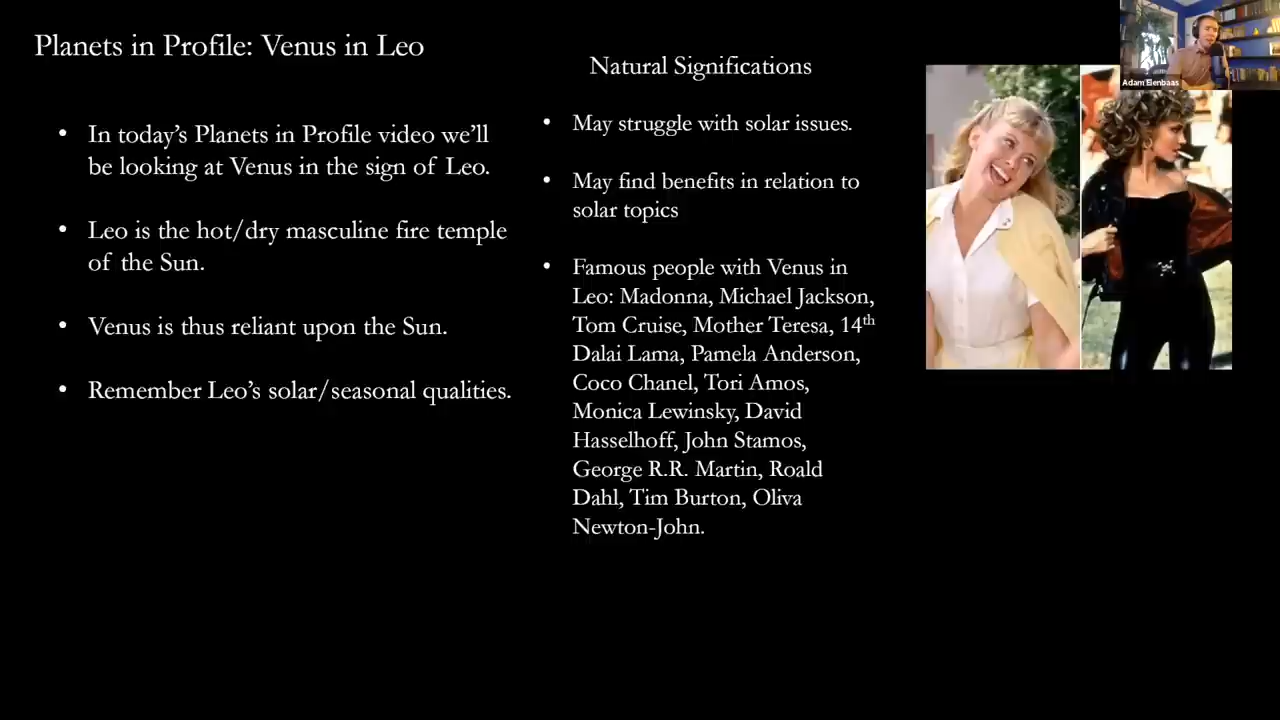 Planets in Profile: Venus in Leo
• In today's Planets in Profile video we'll
be looking at Venus in the sign of Leo.
• Leo is the hot/dry masculine fire temple
of the Sun.
• Venus is thus reliant upon the Sun.
• Remember Leo's solar/seasonal qualities.
Natural Significations
• May struggle with solar issues.
• May find benefits in relation to
solar topics
• Famous people with Venus in
Leo: Madonna, Michael Jackson,
Tom Cruise, Mother Teresa, 14th
Dalai Lama, Pamela Anderson,
Coco Chanel, Tori Amos,
Monica Lewinsky, David
Hasselhoff, John Stamos,
George R.R. Martin, Roald
Dahl, Tim Burton, Oliva
Newton-John.
Adam Elenbaas